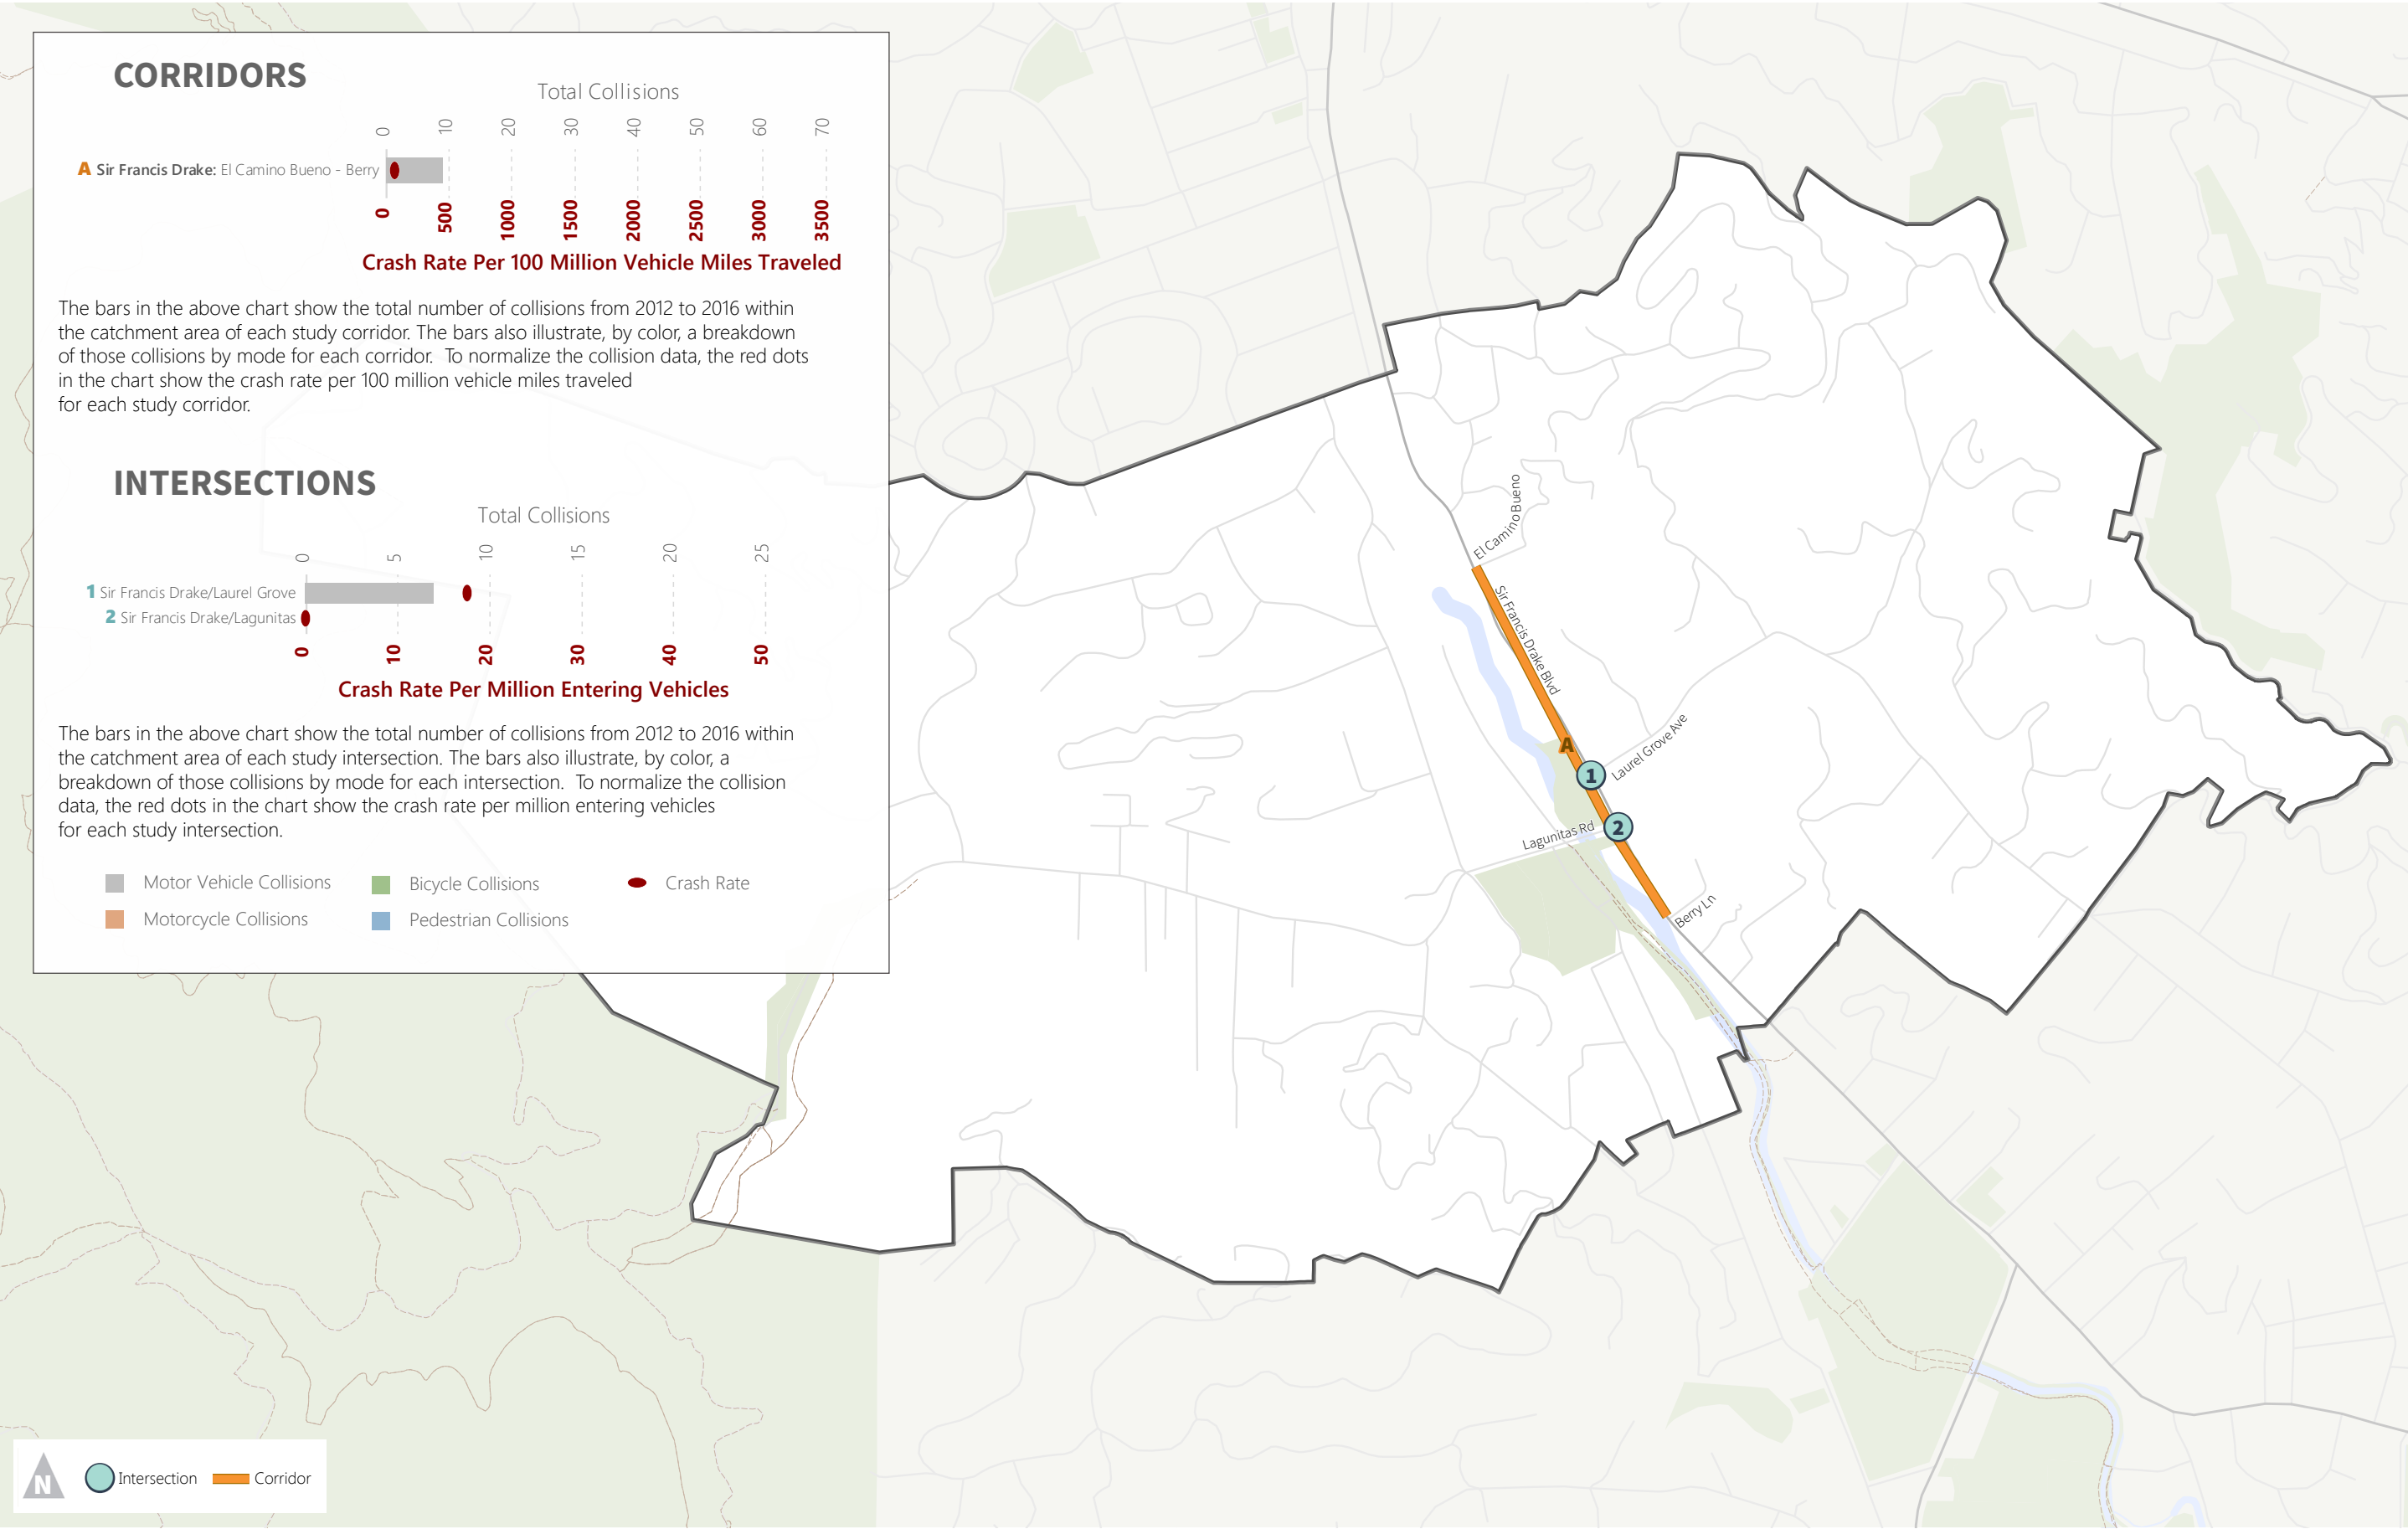 CORRIDORS
Total Collisions
0 10 20 30 40 50 60 70
A Sir Francis Drake: El Camino Bueno - Berry
0 500 1000 1500 2000 2500 3000 3500
Crash Rate Per 100 Million Vehicle Miles Traveled
The bars in the above chart show the total number of collisions from 2012 to 2016 within
the catchment area of each study corridor. The bars also illustrate, by color, a breakdown
of those collisions by mode for each corridor.  To normalize the collision data, the red dots
in the chart show the crash rate per 100 million vehicle miles traveled
for each study corridor.
INTERSECTIONS
Total Collisions
0 5 10 15 20 25
1 Sir Francis Drake/Laurel Grove
2 Sir Francis Drake/Lagunitas
0 10 20 30 40 50
Crash Rate Per Million Entering Vehicles
The bars in the above chart show the total number of collisions from 2012 to 2016 within
the catchment area of each study intersection. The bars also illustrate, by color, a
breakdown of those collisions by mode for each intersection.  To normalize the collision
data, the red dots in the chart show the crash rate per million entering vehicles
for each study intersection.
Motor Vehicle Collisions
Bicycle Collisions
Crash Rate
Motorcycle Collisions
Pedestrian Collisions
El Camino Bueno
Sir Francis Drake Blvd
A
1
Laurel Grove Ave
2
Lagunitas Rd
Berry Ln
N
Intersection
Corridor